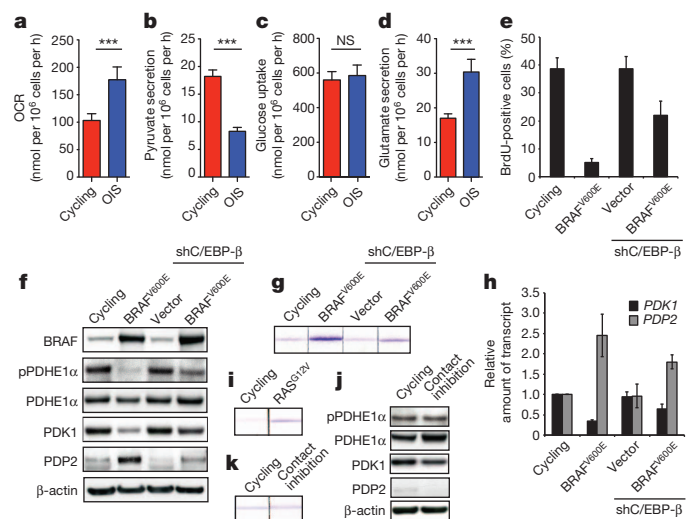 a
OCR
(nmol per 10⁶ cells per h)
250
200
150
100
50
0
***
Cycling
OIS
b
Pyruvate secretion
(nmol per 10⁶ cells per h)
25
20
15
10
5
0
***
Cycling
OIS
c
Glucose uptake
(nmol per 10⁶ cells per h)
800
600
400
200
0
NS
Cycling
OIS
d
Glutamate secretion
(nmol per 10⁶ cells per h)
40
30
20
10
0
***
Cycling
OIS
e
BrdU-positive cells (%)
50
40
30
20
10
0
Cycling
BRAFV600E
Vector
BRAFV600E
shC/EBP-β
f
shC/EBP-β
Cycling
BRAFV600E
Vector
BRAFV600E
BRAF
pPDHE1α
PDHE1α
PDK1
PDP2
β-actin
g
shC/EBP-β
Cycling
BRAFV600E
Vector
BRAFV600E
h
Relative
amount of transcript
3.5
3.0
2.5
2.0
1.5
1.0
0.5
0
PDK1
PDP2
Cycling
BRAFV600E
Vector
BRAFV600E
shC/EBP-β
i
Cycling
RASG12V
j
Cycling
Contact
inhibition
pPDHE1α
PDHE1α
PDK1
PDP2
β-actin
k
Cycling
Contact
inhibition